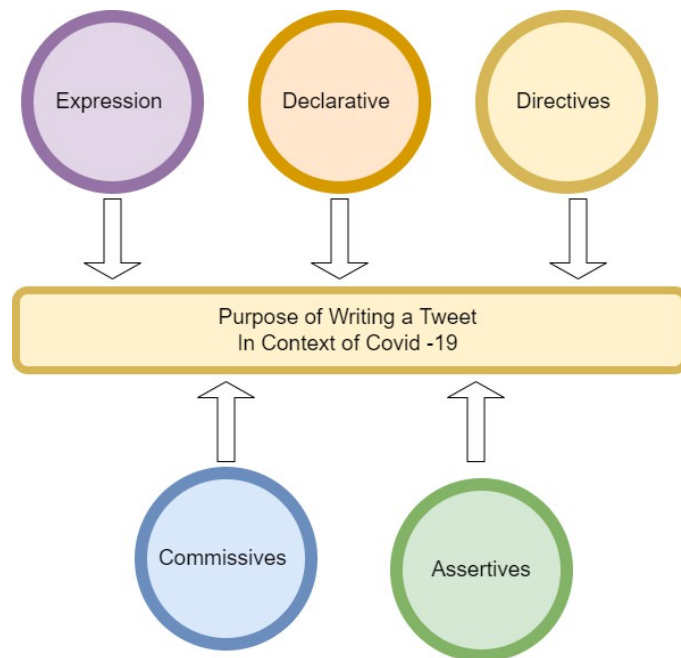 Expression
Declarative
Directives
Purpose of Writing a Tweet
In Context of Covid -19
Commissives
Assertives